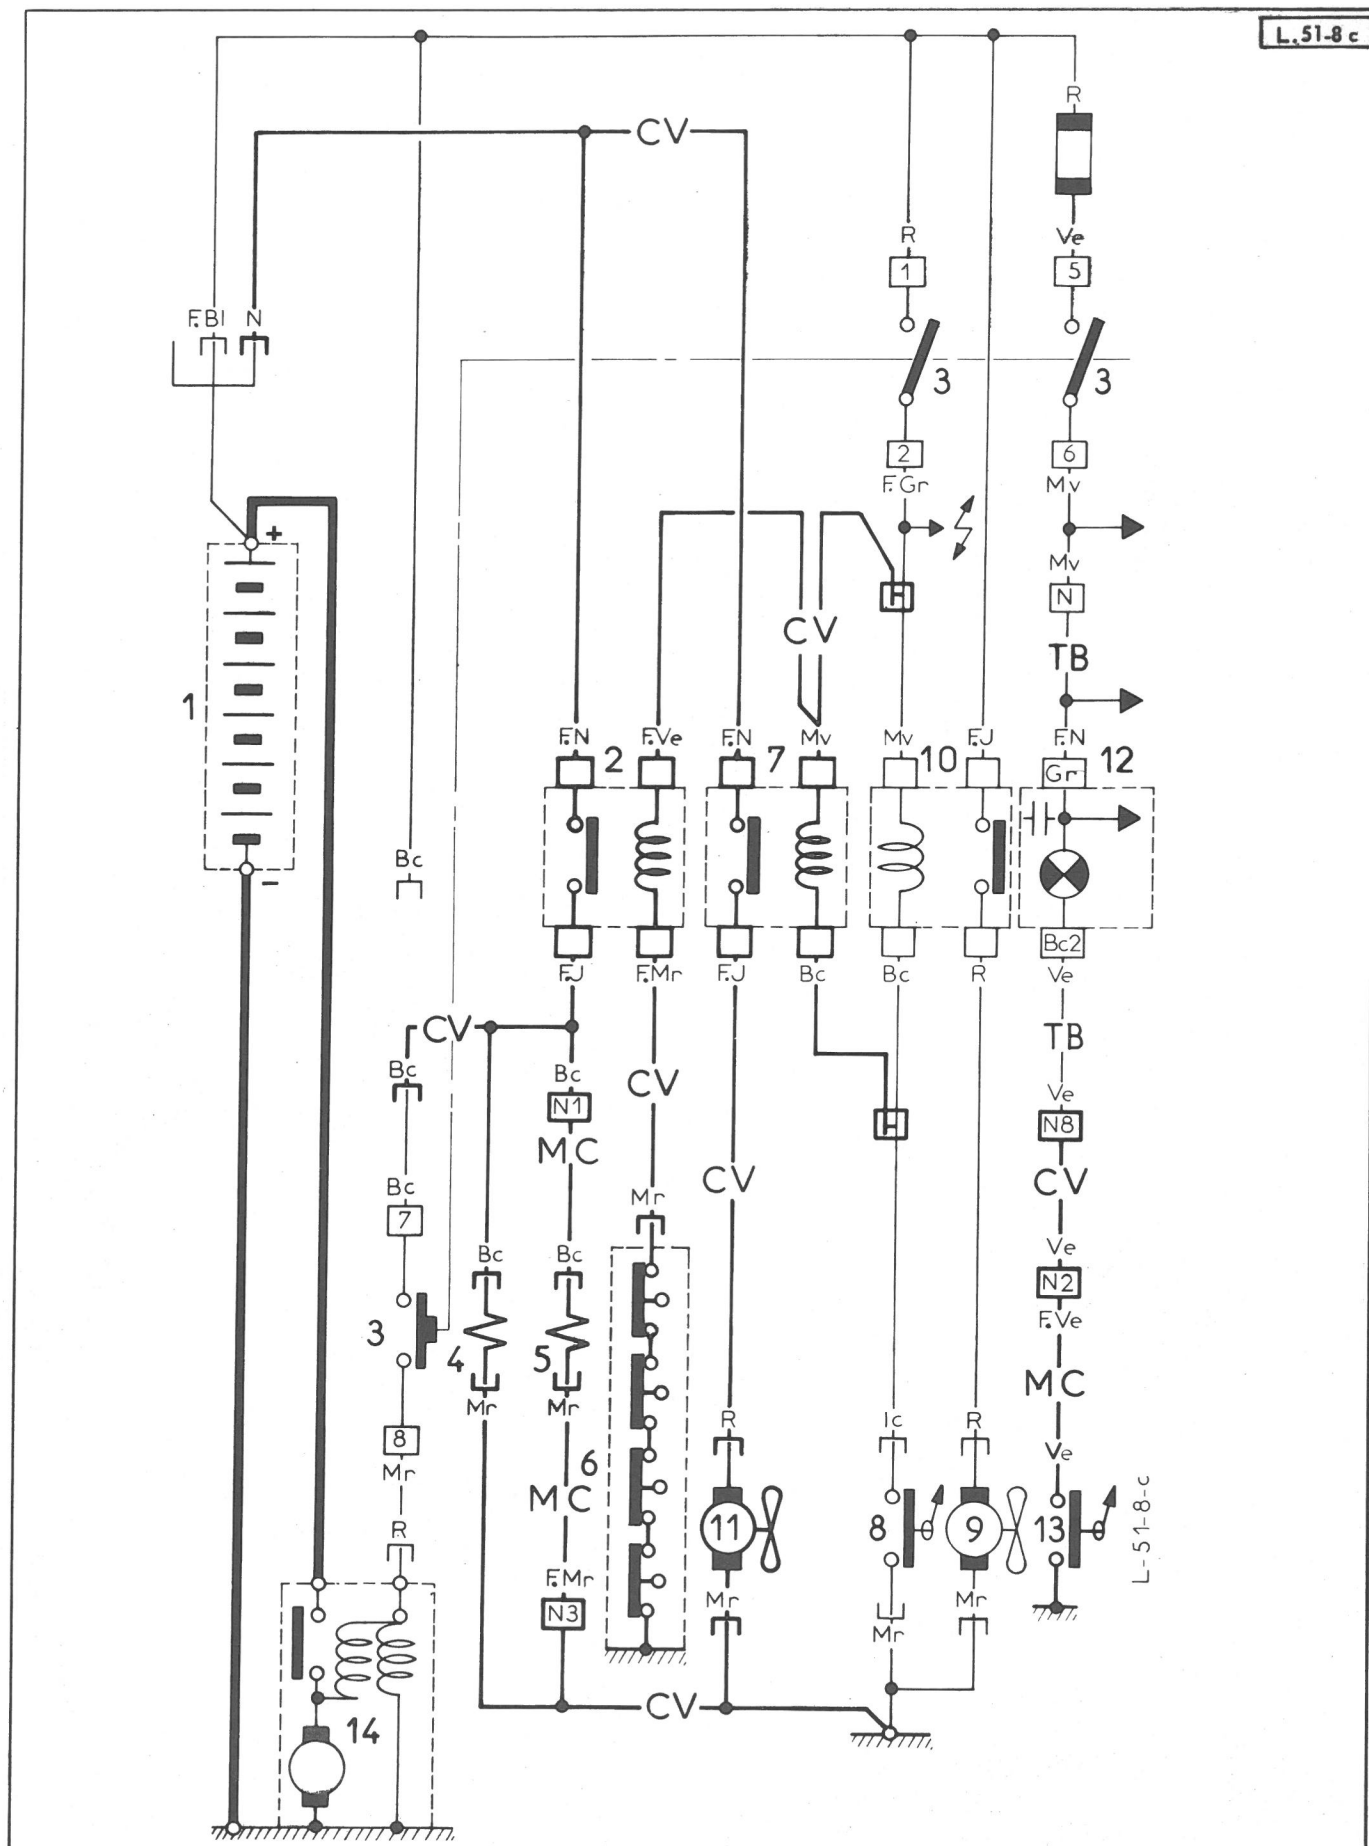 L.51-8 c
R
CV
R
Ve
1
5
F.Bl N
3
3
2
6
F.Gr
Mv
+
Mv
N
CV
TB
1
F.N 2 F.Ve F.N 7 Mv Mv 10 F.J F.N 12
Gr
Bc
-
Bc2
F.J F.Mr F.J Bc Bc R Ve
CV
TB
Bc
Bc
CV
Ve
N1
N8
MC
CV
CV
Bc
Mr
7
Ve
Bc
Bc
N2
F.Ve
3
4
5
MC
Mr
Mr
R
Ic
R
8
Ve
Mr
6
MC
R
11
8
9
13
L-51-8-c
F.Mr
Mr
Mr
N3
Mr
CV
14